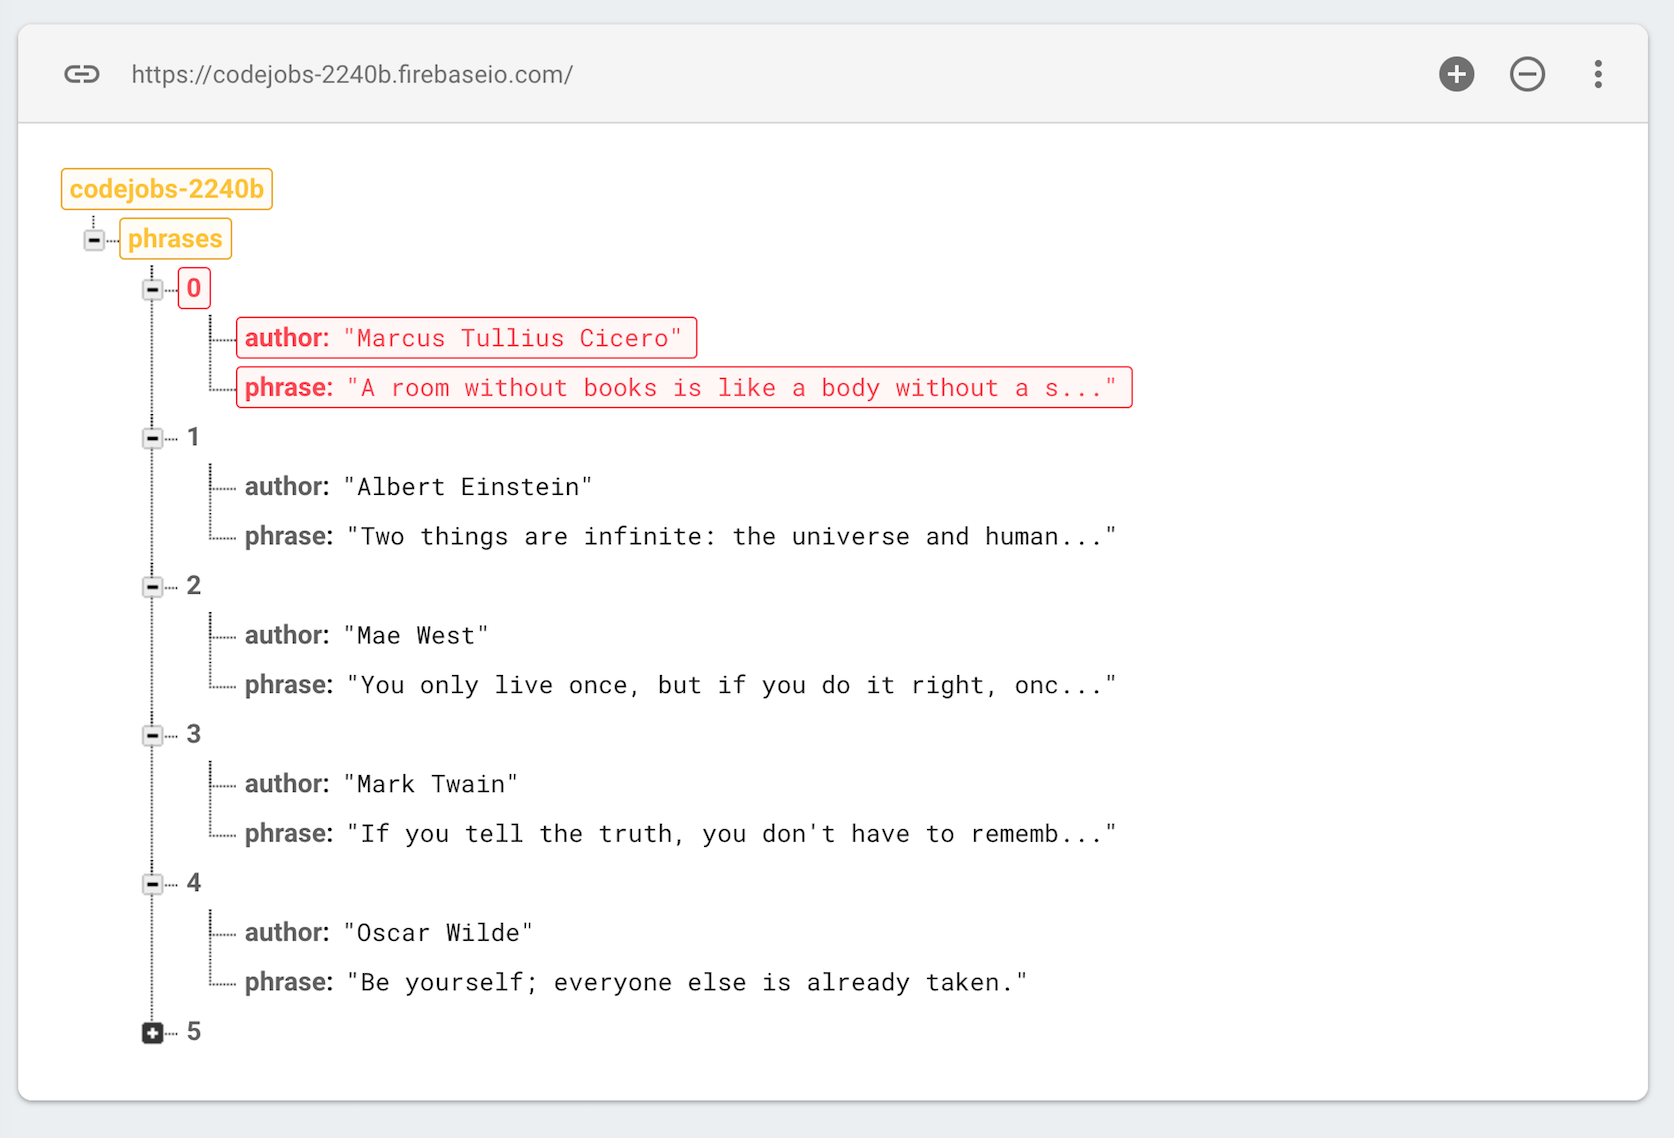 https://codejobs-2240b.firebaseio.com/
codejobs-2240b
phrases
0
author: "Marcus Tullius Cicero"
phrase: "A room without books is like a body without a s..."
1
author: "Albert Einstein"
phrase: "Two things are infinite: the universe and human..."
2
author: "Mae West"
phrase: "You only live once, but if you do it right, onc..."
3
author: "Mark Twain"
phrase: "If you tell the truth, you don't have to rememb..."
4
author: "Oscar Wilde"
phrase: "Be yourself; everyone else is already taken."
5